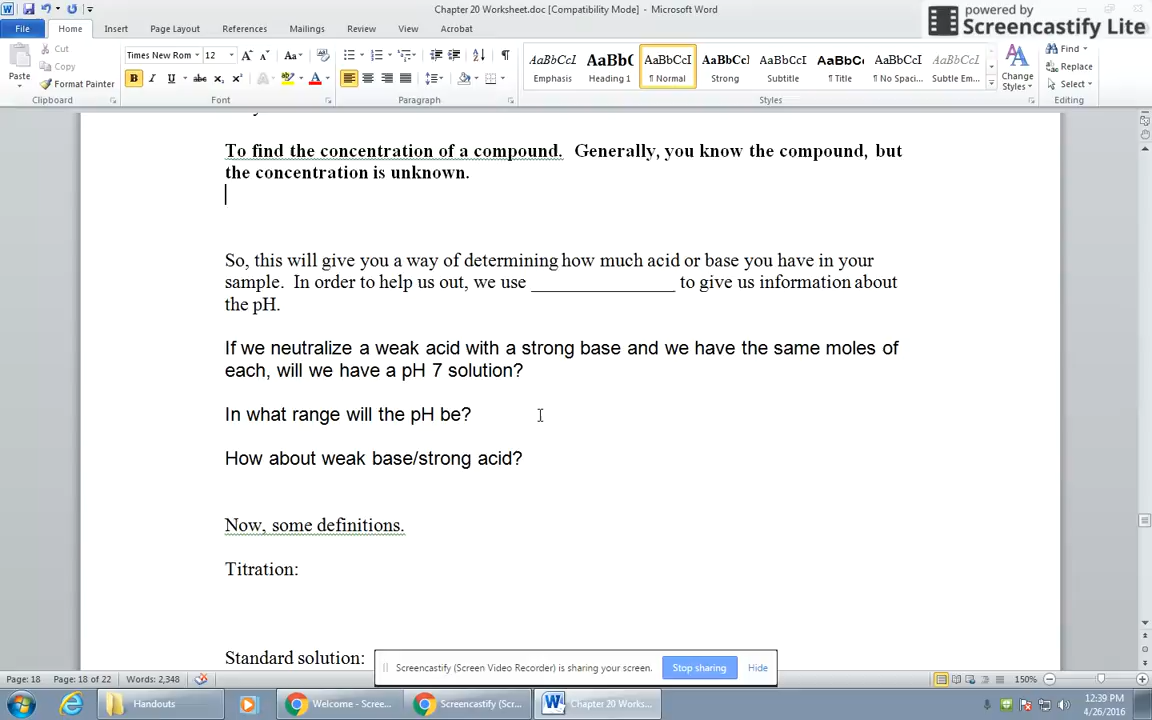 Chapter 20 Worksheet.doc [Compatibility Mode] - Microsoft Word
powered by
Screencastify Lite
File Home Insert Page Layout References Mailings Review View Acrobat
Paste
Cut
Copy
Format Painter
Clipboard
Times New Rom 12
Aa
B I U abc x₂ x²
A
Font
Paragraph
AaBbCcI AaBb( AaBbCcI AaBbCcI AaBbCcI AaBbCc AaBbCcI AaBbCcI
Emphasis Heading 1 ¶ Normal Strong Subtitle ¶ Title ¶ No Spaci... Subtle Em...
Change
Styles
Styles
Find
Replace
Select
Editing
To find the concentration of a compound. Generally, you know the compound, but
the concentration is unknown.
So, this will give you a way of determining how much acid or base you have in your
sample. In order to help us out, we use ________________ to give us information about
the pH.
If we neutralize a weak acid with a strong base and we have the same moles of
each, will we have a pH 7 solution?
In what range will the pH be?
How about weak base/strong acid?
Now, some definitions.
Titration:
Standard solution:
Screencastify (Screen Video Recorder) is sharing your screen. Stop sharing Hide
Page: 18 Page: 18 of 22 Words: 2,348 150%
Handouts Welcome - Scree... Screencastify (Scr... Chapter 20 Works...
12:39 PM
4/26/2016